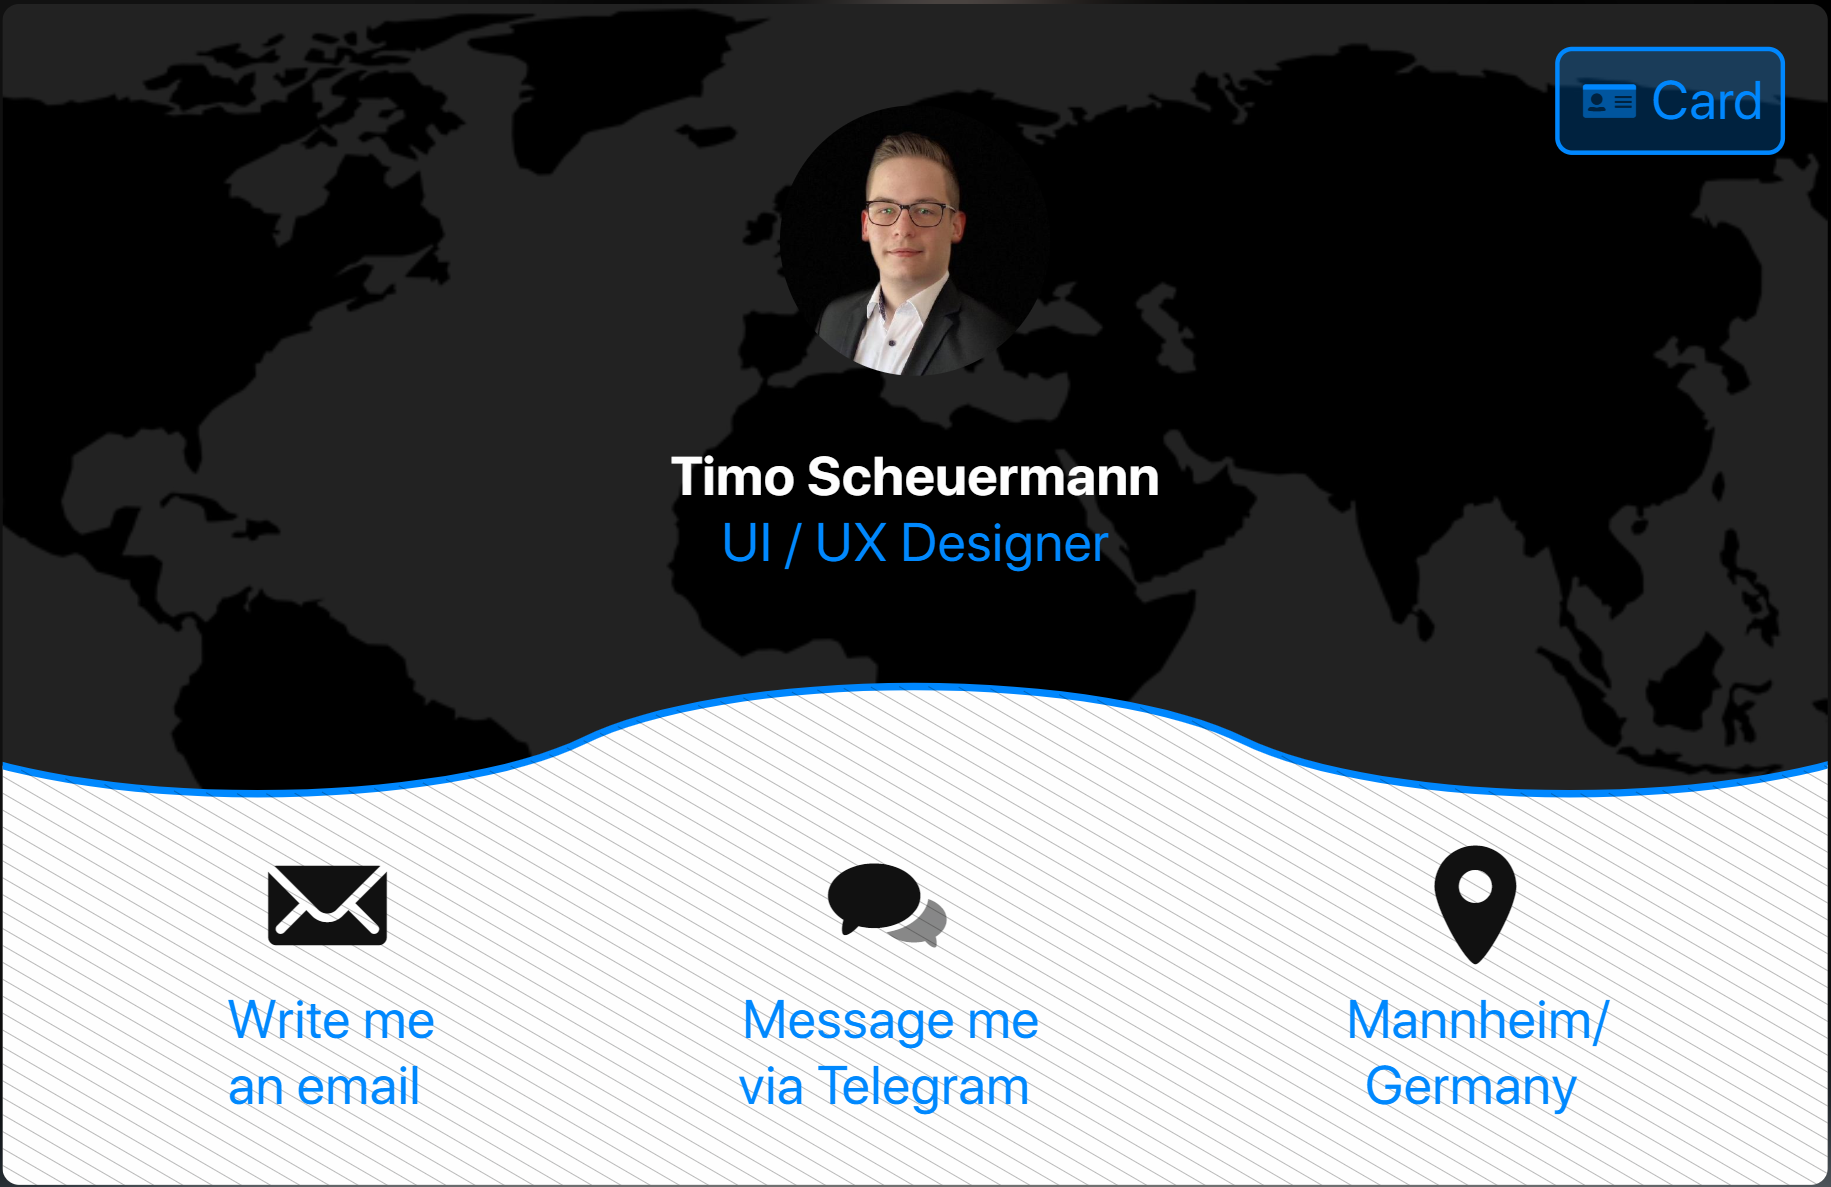 Card
Timo Scheuermann
UI / UX Designer
Write me
an email
Message me
via Telegram
Mannheim/
Germany